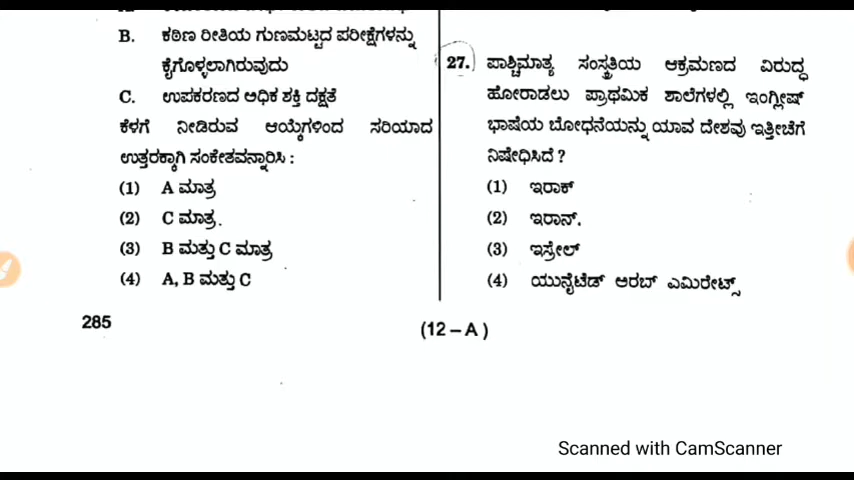 B. ಕಠಿಣ ರೀತಿಯ ಗುಣಮಟ್ಟದ ಪರೀಕ್ಷೆಗಳನ್ನು
ಕೈಗೊಳ್ಳಲಾಗಿರುವುದು
C. ಉಪಕರಣದ ಅಧಿಕ ಶಕ್ತಿ ದಕ್ಷತೆ
ಕೆಳಗೆ ನೀಡಿರುವ ಆಯ್ಕೆಗಳಿಂದ ಸರಿಯಾದ
ಉತ್ತರಕ್ಕಾಗಿ ಸಂಕೇತವನ್ನಾರಿಸಿ :
(1) A ಮಾತ್ರ
(2) C ಮಾತ್ರ.
(3) B ಮತ್ತು C ಮಾತ್ರ
(4) A, B ಮತ್ತು C
27. ಪಾಶ್ಚಿಮಾತ್ಯ ಸಂಸ್ಕೃತಿಯ ಆಕ್ರಮಣದ ವಿರುದ್ಧ
ಹೋರಾಡಲು ಪ್ರಾಥಮಿಕ ಶಾಲೆಗಳಲ್ಲಿ ಇಂಗ್ಲೀಷ್
ಭಾಷೆಯ ಬೋಧನೆಯನ್ನು ಯಾವ ದೇಶವು ಇತ್ತೀಚೆಗೆ
ನಿಷೇಧಿಸಿದೆ ?
(1) ಇರಾಕ್
(2) ಇರಾನ್.
(3) ಇಸ್ರೇಲ್
(4) ಯುನೈಟೆಡ್ ಅರಬ್ ಎಮಿರೇಟ್ಸ್
285
(12 – A)
Scanned with CamScanner